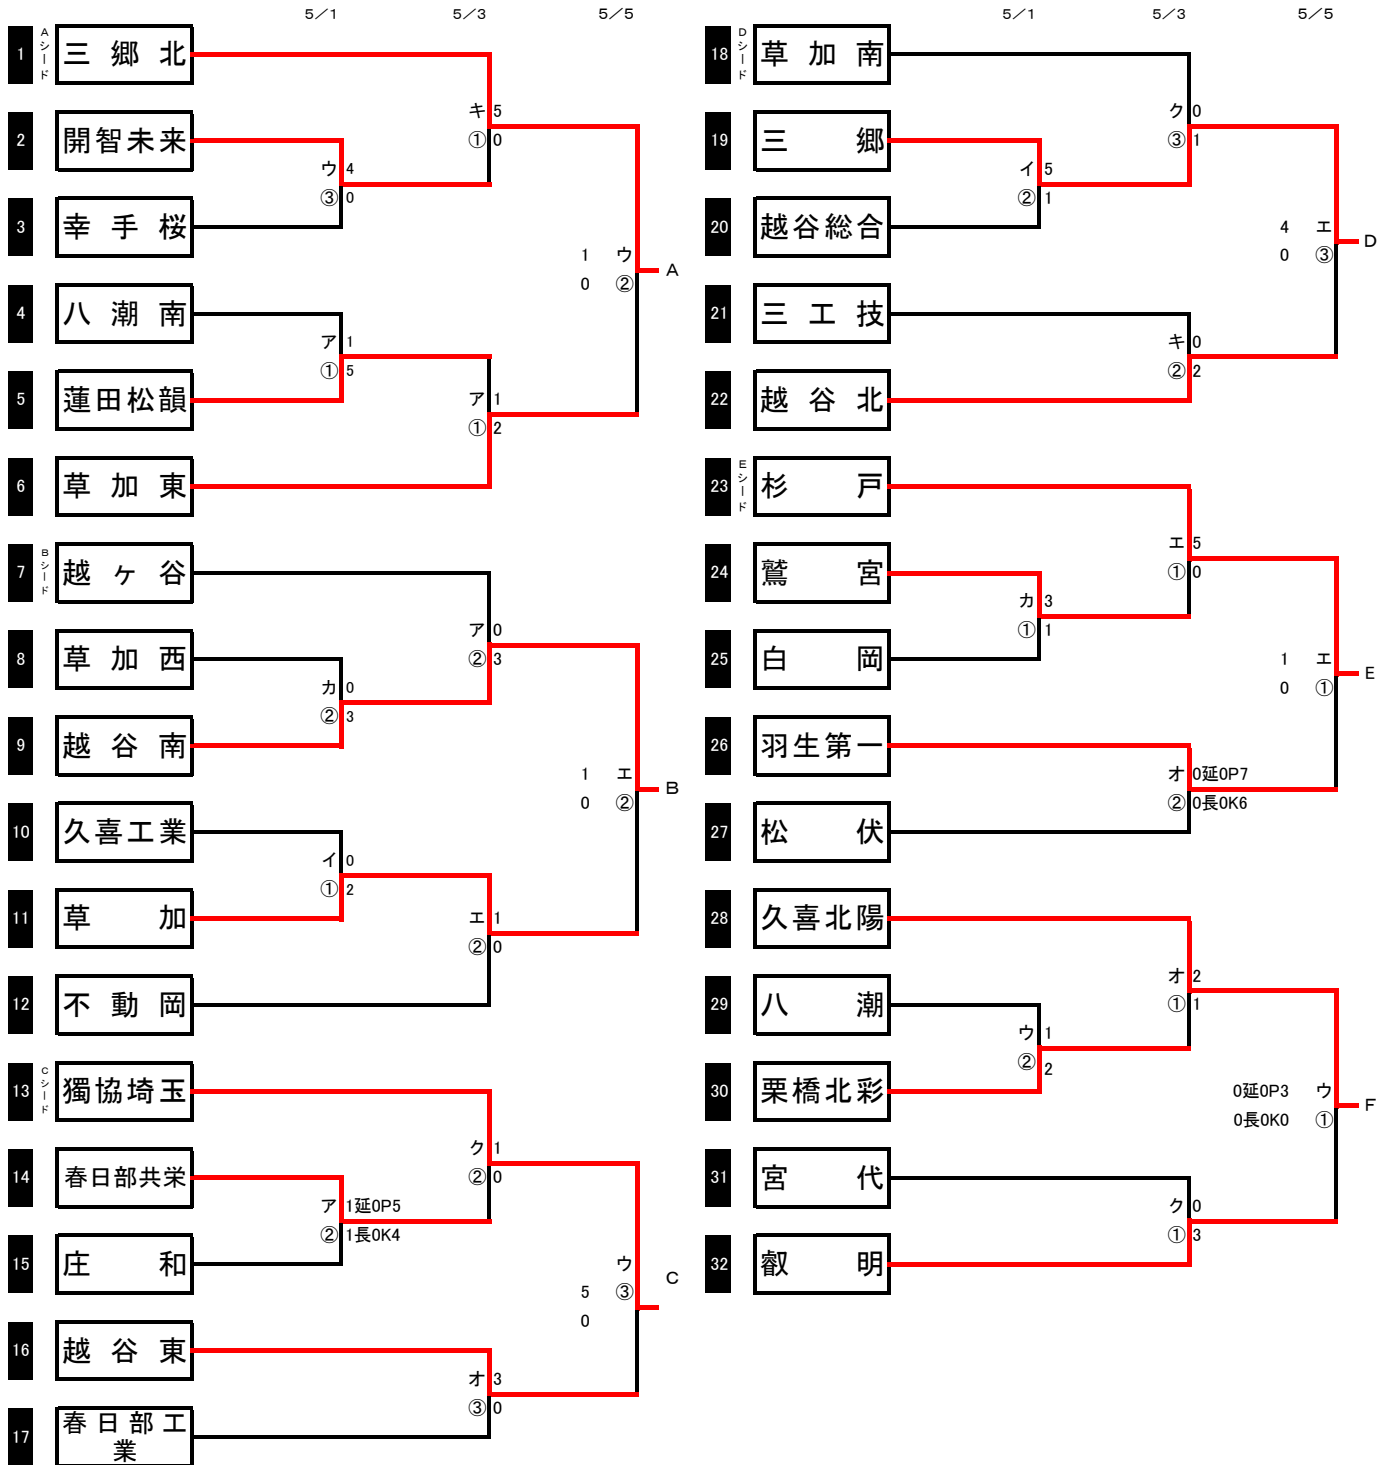 5／1 5／3 5／5
1 Aシード 三郷北
キ 5
① 0
2 開智未来
ウ 4
③ 0
3 幸手桜
1 ウ A
0 ②
4 八潮南
ア 1
① 5
5 蓮田松韻
ア 1
① 2
6 草加東
7 Bシード 越ヶ谷
ア 0
② 3
8 草加西
カ 0
② 3
9 越谷南
1 エ B
0 ②
10 久喜工業
イ 0
① 2
11 草加
エ 1
② 0
12 不動岡
13 Cシード 獨協埼玉
ク 1
② 0
14 春日部共栄
ア 1延0P5
② 1長0K4
15 庄和
ウ C
5 ③
0
16 越谷東
オ 3
③ 0
17 春日部工
業
5／1 5／3 5／5
18 Dシード 草加南
ク 0
③ 1
19 三郷
イ 5
② 1
20 越谷総合
4 エ D
0 ③
21 三工技
キ 0
② 2
22 越谷北
23 Eシード 杉戸
エ 5
① 0
24 鷲宮
カ 3
① 1
25 白岡
1 エ E
0 ①
26 羽生第一
オ 0延0P7
② 0長0K6
27 松伏
28 久喜北陽
オ 2
① 1
29 八潮
ウ 1
② 2
30 栗橋北彩
0延0P3 ウ F
0長0K0 ①
31 宮代
ク 0
① 3
32 叡明